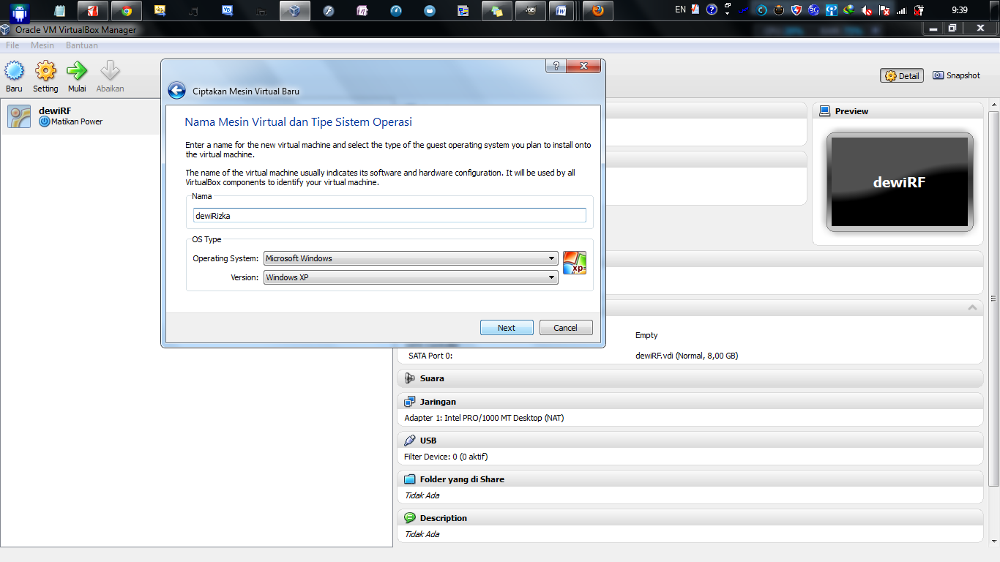 EN
9:39
Oracle VM VirtualBox Manager
File Mesin Bantuan
Baru Setting Mulai Abaikan
Detail Snapshot
dewiRF
Matikan Power
Ciptakan Mesin Virtual Baru
Nama Mesin Virtual dan Tipe Sistem Operasi
Enter a name for the new virtual machine and select the type of the guest operating system you plan to install onto
the virtual machine.
The name of the virtual machine usually indicates its software and hardware configuration. It will be used by all
VirtualBox components to identify your virtual machine.
Nama
dewiRizka
OS Type
Operating System: Microsoft Windows
xp
Version: Windows XP
Next Cancel
Preview
dewiRF
Empty
SATA Port 0: dewiRF.vdi (Normal, 8,00 GB)
Suara
Jaringan
Adapter 1: Intel PRO/1000 MT Desktop (NAT)
USB
Filter Device: 0 (0 aktif)
Folder yang di Share
Tidak Ada
Description
Tidak Ada